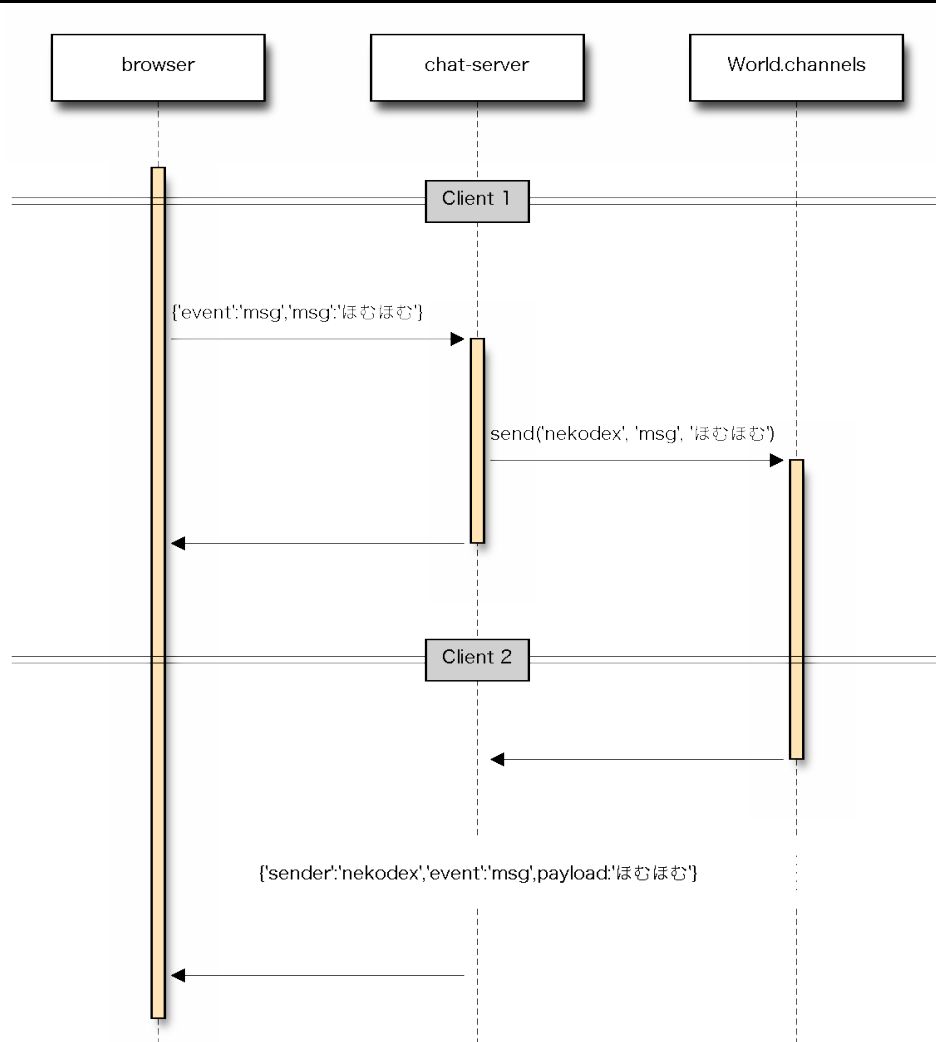 browser
chat-server
World.channels
Client 1
{'event':'msg','msg':'ほむほむ'}
send('nekodex', 'msg', 'ほむほむ')
Client 2
{'sender':'nekodex','event':'msg',payload:'ほむほむ'}